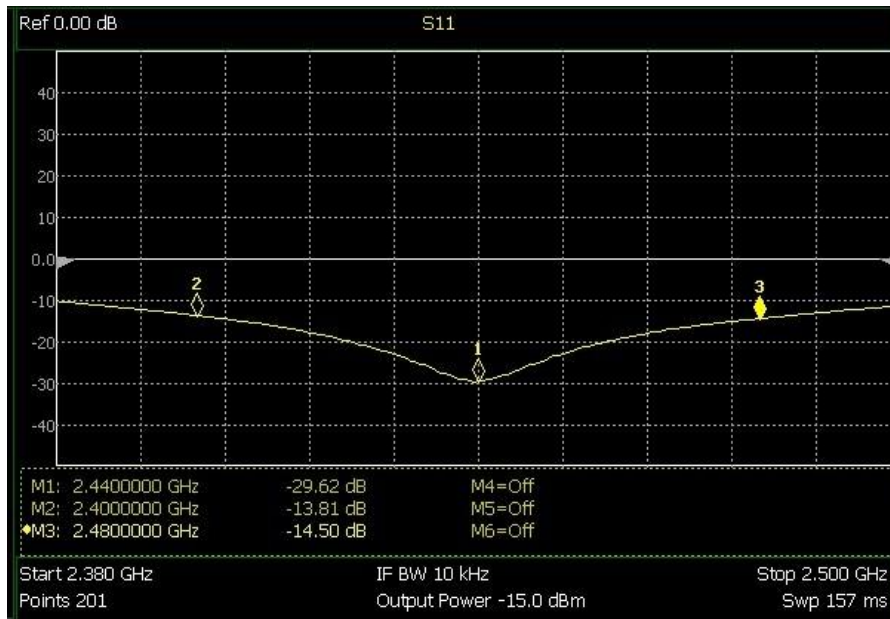 Ref 0.00 dB S11
40
30
20
10
0.0
-10
-20
-30
-40
2
1
3
M1: 2.4400000 GHz -29.62 dB M4=Off
M2: 2.4000000 GHz -13.81 dB M5=Off
M3: 2.4800000 GHz -14.50 dB M6=Off
Start 2.380 GHz IF BW 10 kHz Stop 2.500 GHz
Points 201 Output Power -15.0 dBm Swp 157 ms